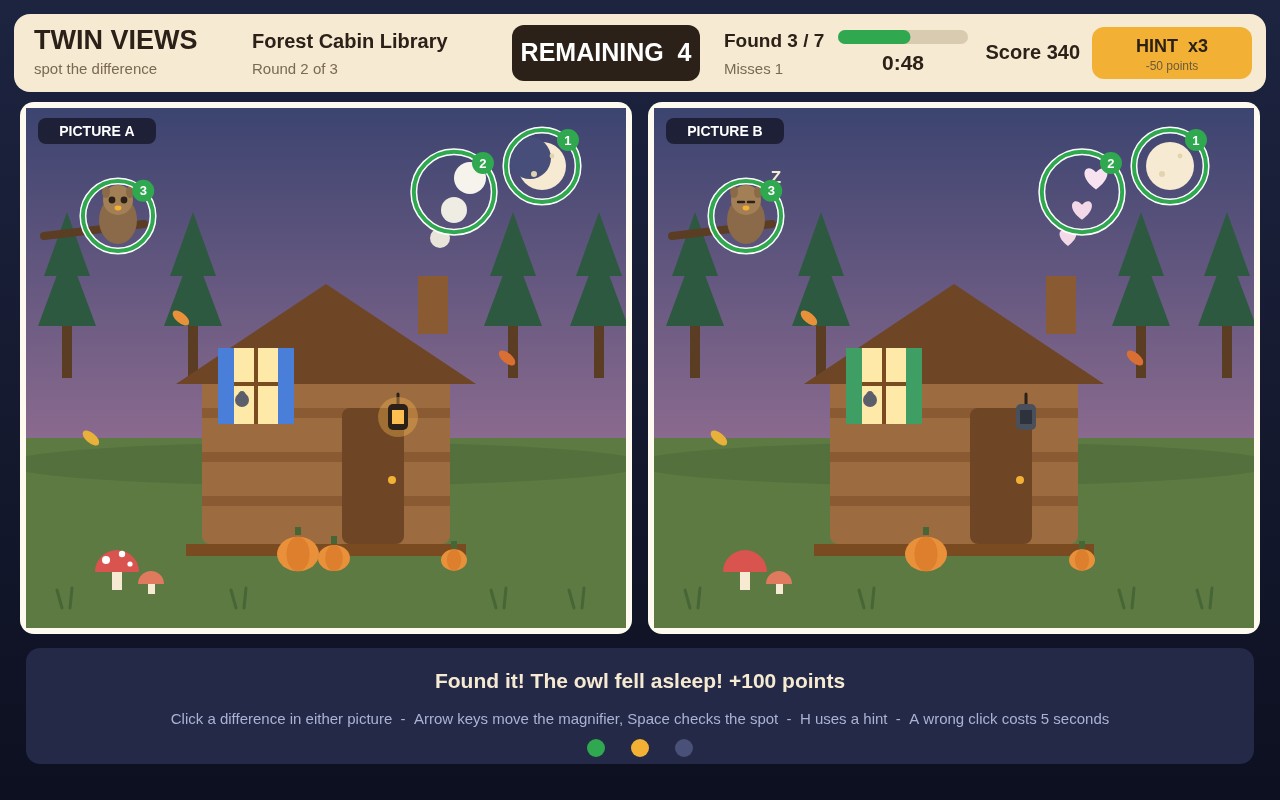 TWIN VIEWS
spot the difference
Forest Cabin Library
Round 2 of 3
REMAINING 4
Found 3 / 7
Misses 1
0:48
Score 340
HINT x3
-50 points
PICTURE A
1
2
3
PICTURE B
1
2
3
Z
Found it! The owl fell asleep! +100 points
Click a difference in either picture - Arrow keys move the magnifier, Space checks the spot - H uses a hint - A wrong click costs 5 seconds